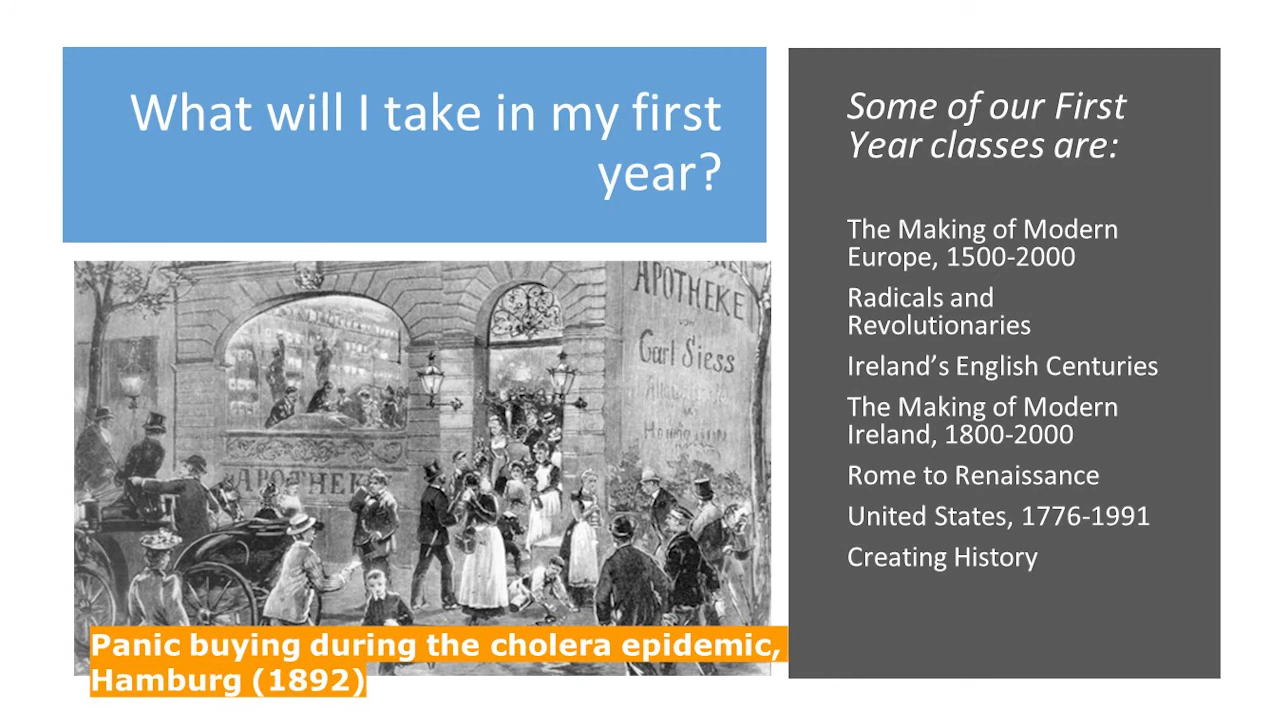 What will I take in my first
year?
Some of our First
Year classes are:
The Making of Modern
Europe, 1500-2000
Radicals and
Revolutionaries
Ireland’s English Centuries
The Making of Modern
Ireland, 1800-2000
Rome to Renaissance
United States, 1776-1991
Creating History
APOTHEKE
Carl Siess
APOTHEK
Panic buying during the cholera epidemic,
Hamburg (1892)